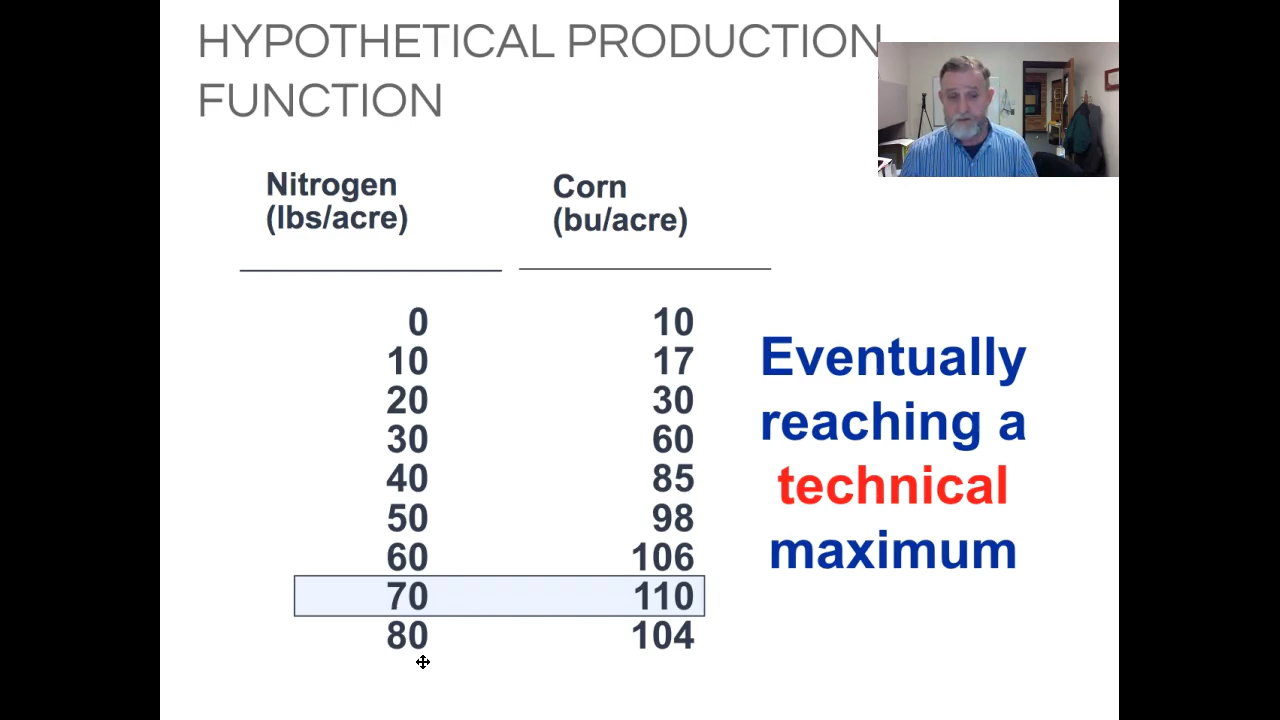 HYPOTHETICAL PRODUCTION
FUNCTION
Nitrogen
(lbs/acre)
Corn
(bu/acre)
0 10
10 17
20 30
30 60
40 85
50 98
60 106
70 110
80 104
Eventually
reaching a
technical
maximum